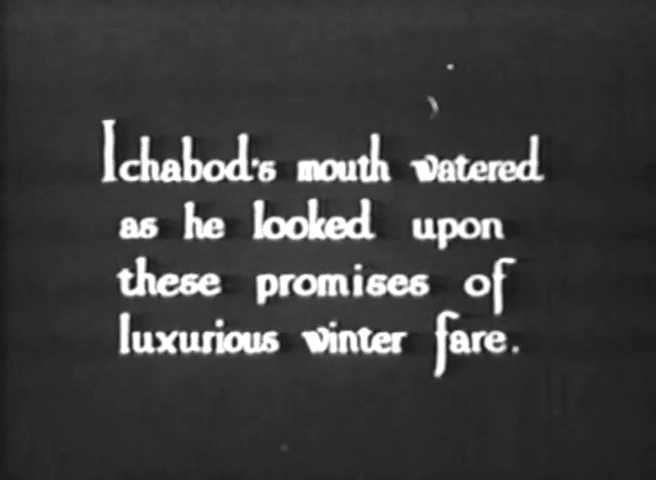 Ichabod's mouth watered
as he looked upon
these promises of
luxurious winter fare.